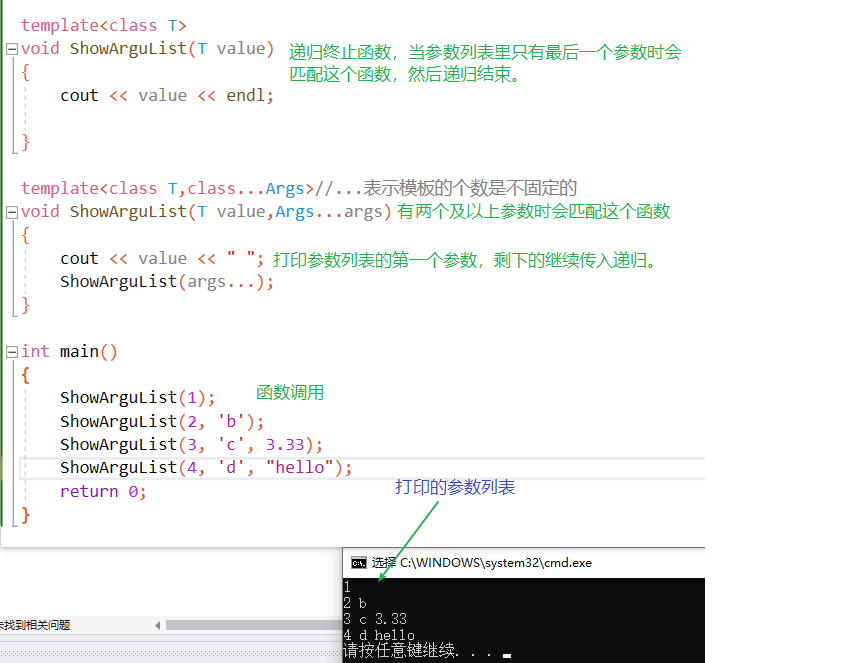 template<class T>
void ShowArguList(T value) 递归终止函数，当参数列表里只有最后一个参数时会
匹配这个函数，然后递归结束。
{
cout << value << endl;
}
template<class T,class...Args>//...表示模板的个数是不固定的
void ShowArguList(T value,Args...args) 有两个及以上参数时会匹配这个函数
{
cout << value << " "; 打印参数列表的第一个参数，剩下的继续传入递归。
ShowArguList(args...);
}
int main()
{
ShowArguList(1); 函数调用
ShowArguList(2, 'b');
ShowArguList(3, 'c', 3.33);
ShowArguList(4, 'd', "hello");
return 0;
}
打印的参数列表
选择 C:\WINDOWS\system32\cmd.exe
1
2 b
3 c 3.33
4 d hello
请按任意键继续. . .
未找到相关问题